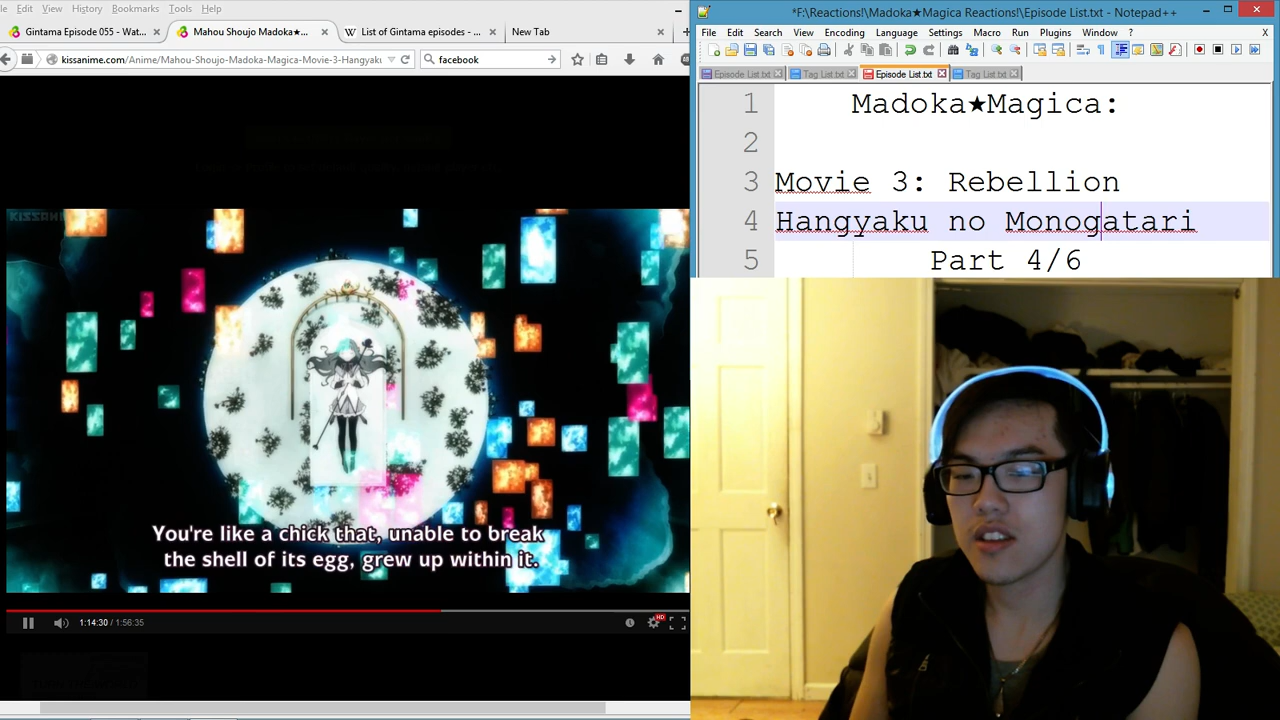 le Edit View History Bookmarks Tools Help
Gintama Episode 055 - Wat...
Mahou Shoujo Madoka★...
List of Gintama episodes - ...
New Tab
kissanime.com/Anime/Mahou-Shoujo-Madoka-Magica-Movie-3-Hangyaku
facebook
KISSANI
You're like a chick that, unable to break
the shell of its egg, grew up within it.
1:14:30 / 1:56:35
HD
*F:\Reactions!\Madoka★Magica Reactions!\Episode List.txt - Notepad++
File Edit Search View Encoding Language Settings Macro Run Plugins Window ? X
Episode List.txt
Tag List.txt
Episode List.txt
Tag List.txt
1 Madoka★Magica:
2
3 Movie 3: Rebellion
4 Hangyaku no Monogatari
5 Part 4/6